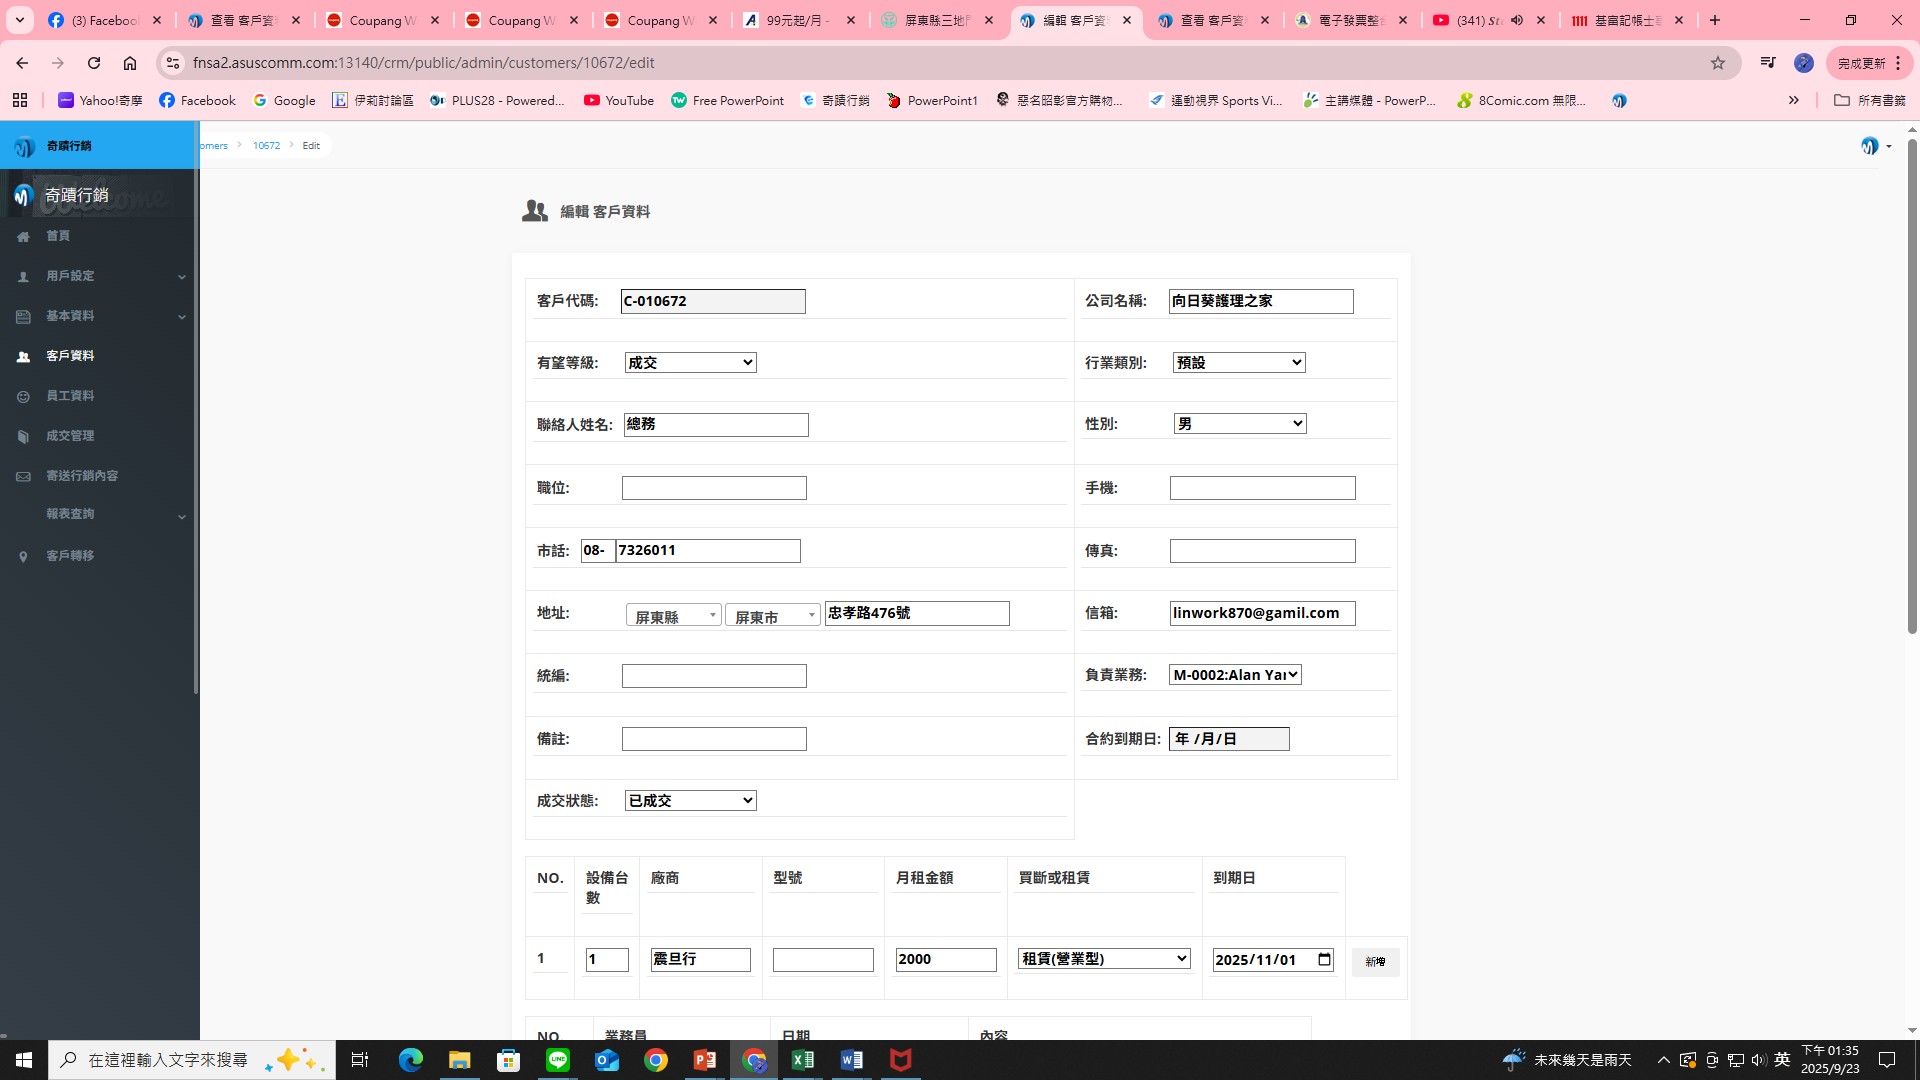 (3) Facebook
查看 客戶資
Coupang W
Coupang W
Coupang W
99元起/月 -
屏東縣三地門
編輯 客戶資
查看 客戶資
電子發票整合
(341) St
基富記帳士
fnsa2.asuscomm.com:13140/crm/public/admin/customers/10672/edit
完成更新
Yahoo!奇摩
Facebook
Google
伊莉討論區
PLUS28 - Powered...
YouTube
Free PowerPoint
奇蹟行銷
PowerPoint1
惡名昭彰官方購物...
運動視界 Sports Vi...
主講媒體 - PowerP...
8Comic.com 無限...
所有書籤
奇蹟行銷
omers > 10672 > Edit
奇蹟行銷
首頁
用戶設定
基本資料
客戶資料
員工資料
成交管理
寄送行銷內容
報表查詢
客戶轉移
編輯 客戶資料
客戶代碼: C-010672
公司名稱: 向日葵護理之家
有望等級: 成交
行業類別: 預設
聯絡人姓名: 總務
性別: 男
職位:
手機:
市話: 08- 7326011
傳真:
地址: 屏東縣 屏東市 忠孝路476號
信箱: linwork870@gamil.com
統編:
負責業務: M-0002:Alan Yan
備註:
合約到期日: 年 /月/日
成交狀態: 已成交
NO. 設備台數 廠商 型號 月租金額 買斷或租賃 到期日
1 1 震旦行 2000 租賃(營業型) 2025/11/01 新增
NO. 業務員 日期 內容
在這裡輸入文字來搜尋
未來幾天是雨天
英
下午 01:35
2025/9/23